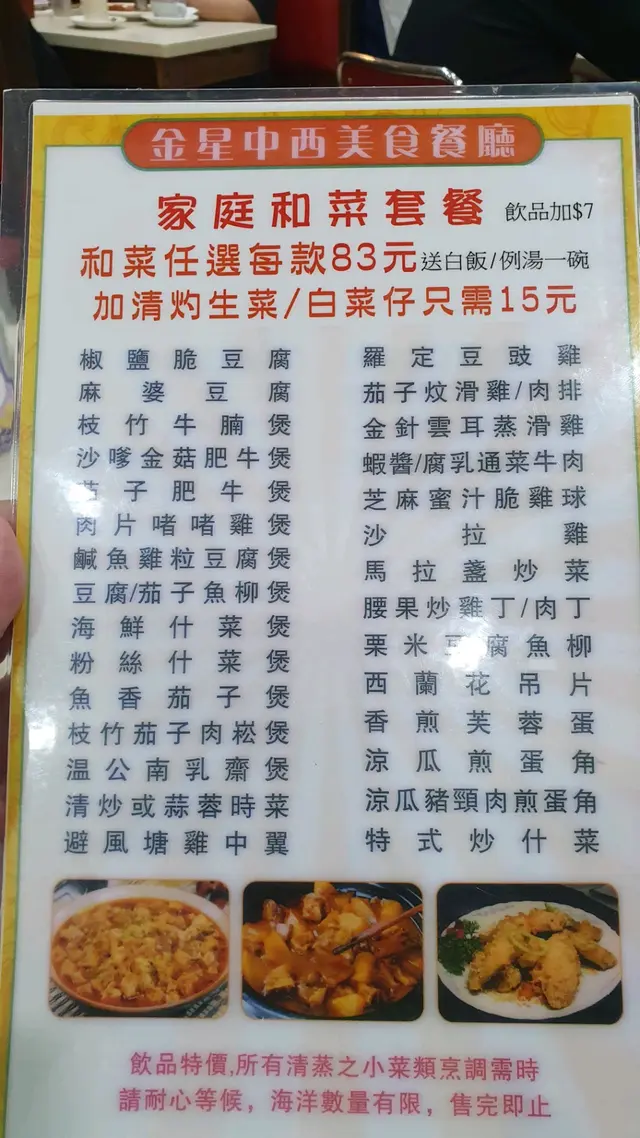 金星中西美食餐廳
家庭和菜套餐 飲品加$7
和菜任選每款83元送白飯/例湯一碗
加清灼生菜/白菜仔只需15元
椒鹽脆豆腐
麻婆豆腐
枝竹牛腩煲
沙嗲金菇肥牛煲
茄子肥牛煲
肉片啫啫雞煲
鹹魚雞粒豆腐煲
豆腐/茄子魚柳煲
海鮮什菜煲
粉絲什菜煲
魚香茄子煲
枝竹茄子肉崧煲
温公南乳齋煲
清炒或蒜蓉時菜
避風塘雞中翼
羅定豆豉雞
茄子炆滑雞/肉排
金針雲耳蒸滑雞
蝦醬/腐乳通菜牛肉
芝麻蜜汁脆雞球
沙拉雞
馬拉盞炒菜
腰果炒雞丁/肉丁
栗米豆腐魚柳
西蘭花吊片
香煎芙蓉蛋
涼瓜煎蛋角
涼瓜豬頸肉煎蛋角
特式炒什菜
飲品特價,所有清蒸之小菜類烹調需時
請耐心等候，海洋數量有限，售完即止